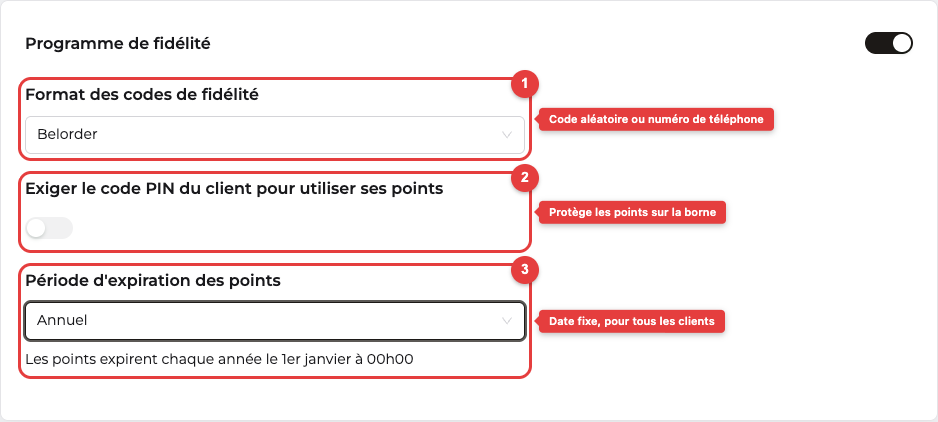 Programme de fidélité
1
Format des codes de fidélité
Belorder
Code aléatoire ou numéro de téléphone
2
Exiger le code PIN du client pour utiliser ses points
Protège les points sur la borne
3
Période d'expiration des points
Annuel
Date fixe, pour tous les clients
Les points expirent chaque année le 1er janvier à 00h00